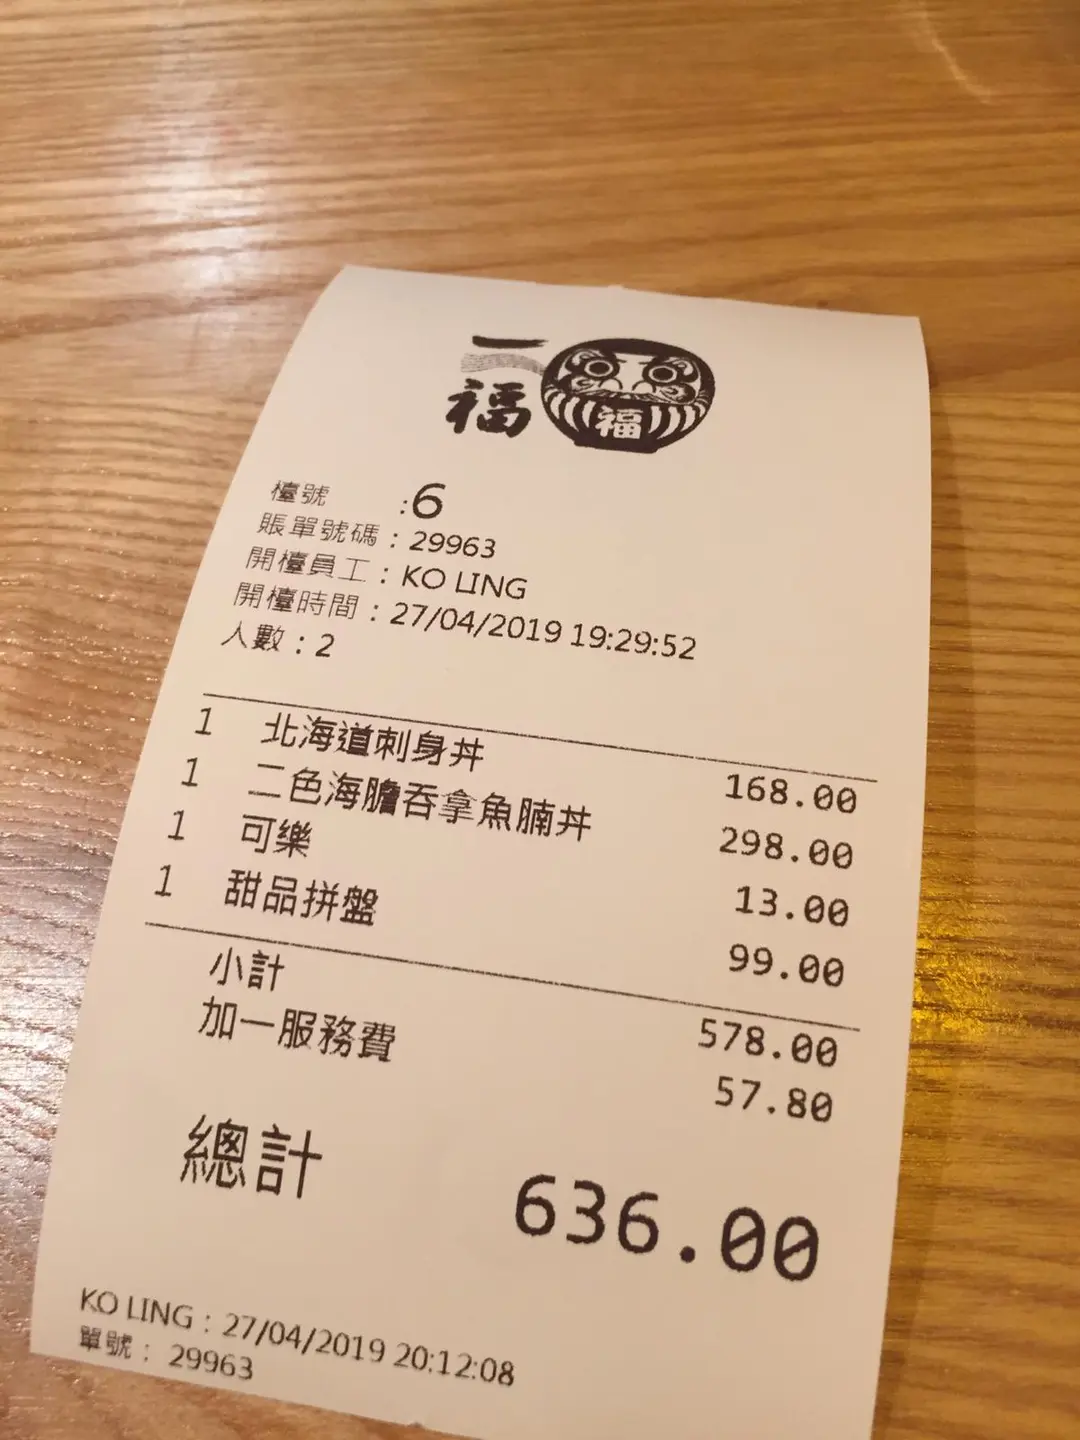 一福
福
檯號 :6
賬單號碼：29963
開檯員工：KO LING
開檯時間：27/04/2019 19:29:52
人數：2
1 北海道刺身丼 168.00
1 二色海膽吞拿魚腩丼 298.00
1 可樂 13.00
1 甜品拼盤 99.00
小計 578.00
加一服務費 57.80
總計 636.00
KO LING：27/04/2019 20:12:08
單號： 29963